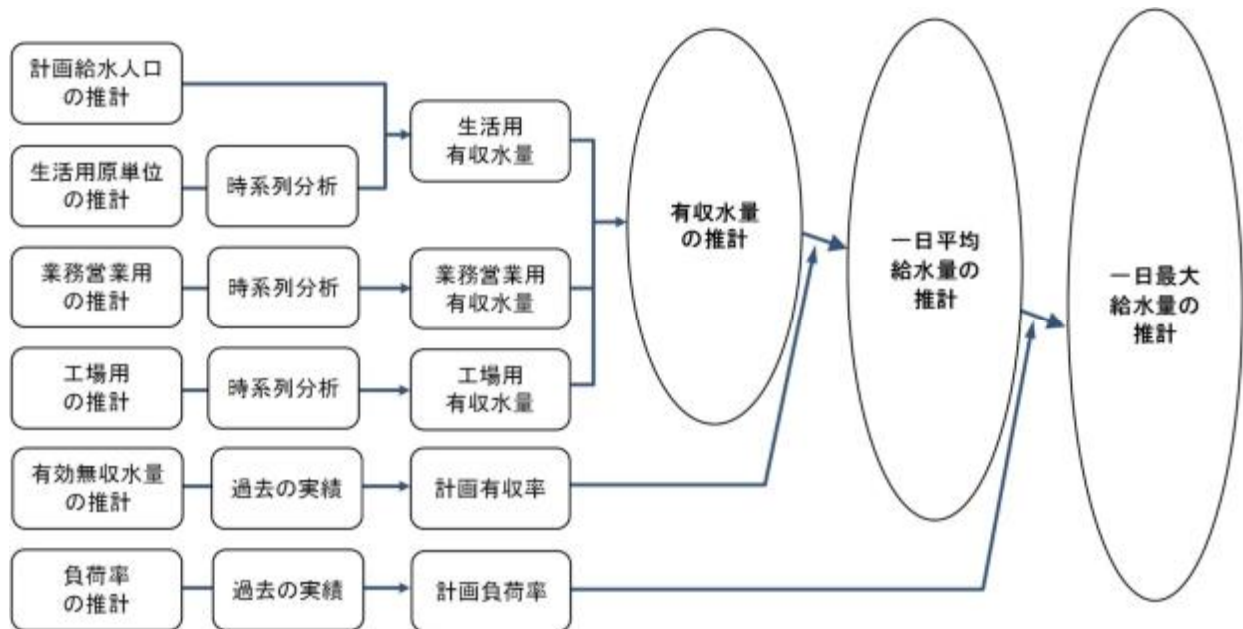 計画給水人口
の推計
生活用原単位
の推計
時系列分析
生活用
有収水量
業務営業用
の推計
時系列分析
業務営業用
有収水量
工場用
の推計
時系列分析
工場用
有収水量
有効無収水量
の推計
過去の実績
計画有収率
負荷率
の推計
過去の実績
計画負荷率
有収水量
の推計
一日平均
給水量の
推計
一日最大
給水量の
推計